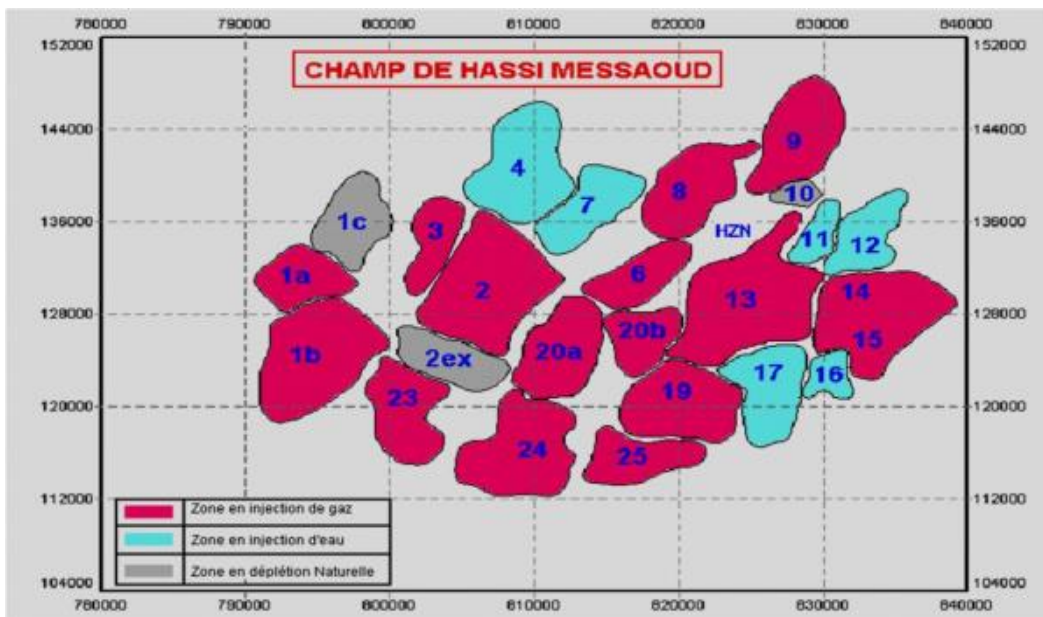 780000 790000 800000 810000 820000 830000 840000
152000 152000
CHAMP DE HASSI MESSAOUD
144000 144000
9
4
8
10
7
1c
136000 136000
3
HZN
11
12
1a
6
2
13
14
128000 128000
20b
15
1b
20a
2ex
17
16
23
19
120000 120000
24
25
112000 112000
Zone en injection de gaz
Zone en injection d'eau
Zone en déplétion Naturelle
104000 104000
780000 790000 800000 810000 820000 830000 840000